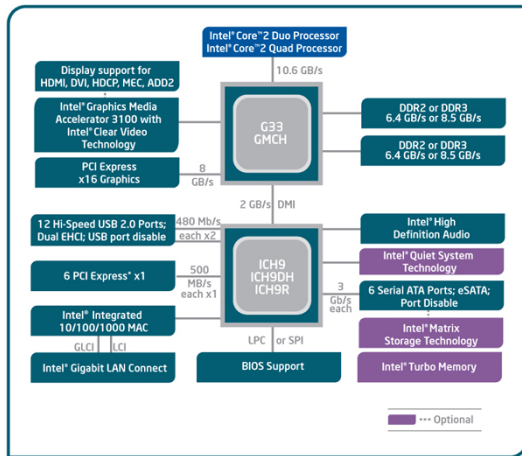 Intel® Core™2 Duo Processor
Intel® Core™2 Quad Processor
10.6 GB/s
Display support for
HDMI, DVI, HDCP, MEC, ADD2
Intel® Graphics Media
Accelerator 3100 with
Intel® Clear Video
Technology
PCI Express
x16 Graphics
8
GB/s
G33
GMCH
DDR2 or DDR3
6.4 GB/s or 8.5 GB/s
DDR2 or DDR3
6.4 GB/s or 8.5 GB/s
2 GB/s DMI
12 Hi-Speed USB 2.0 Ports;
Dual EHCI; USB port disable
480 Mb/s
each x2
6 PCI Express* x1
500
MB/s
each x1
Intel® Integrated
10/100/1000 MAC
GLCI
LCI
Intel® Gigabit LAN Connect
ICH9
ICH9DH
ICH9R
LPC or SPI
BIOS Support
Intel® High
Definition Audio
Intel® Quiet System
Technology
3
Gb/s
each
6 Serial ATA Ports; eSATA;
Port Disable
Intel® Matrix
Storage Technology
Intel® Turbo Memory
Optional